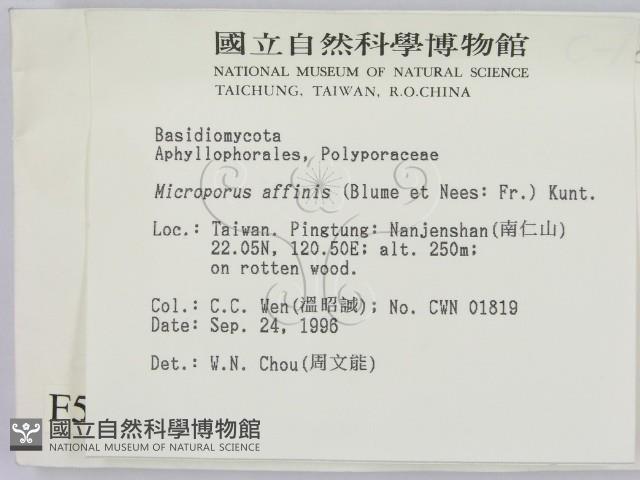 國立自然科學博物館
NATIONAL MUSEUM OF NATURAL SCIENCE
TAICHUNG, TAIWAN, R.O.CHINA
Basidiomycota
Aphyllophorales, Polyporaceae
Microporus affinis (Blume et Nees: Fr.) Kunt.
Loc.: Taiwan. Pingtung: Nanjenshan(南仁山)
22.05N, 120.50E; alt. 250m;
on rotten wood.
Col.: C.C. Wen(溫昭誠); No. CWN 01819
Date: Sep. 24, 1996
Det.: W.N. Chou(周文能)
F5
國立自然科學博物館
NATIONAL MUSEUM OF NATURAL SCIENCE